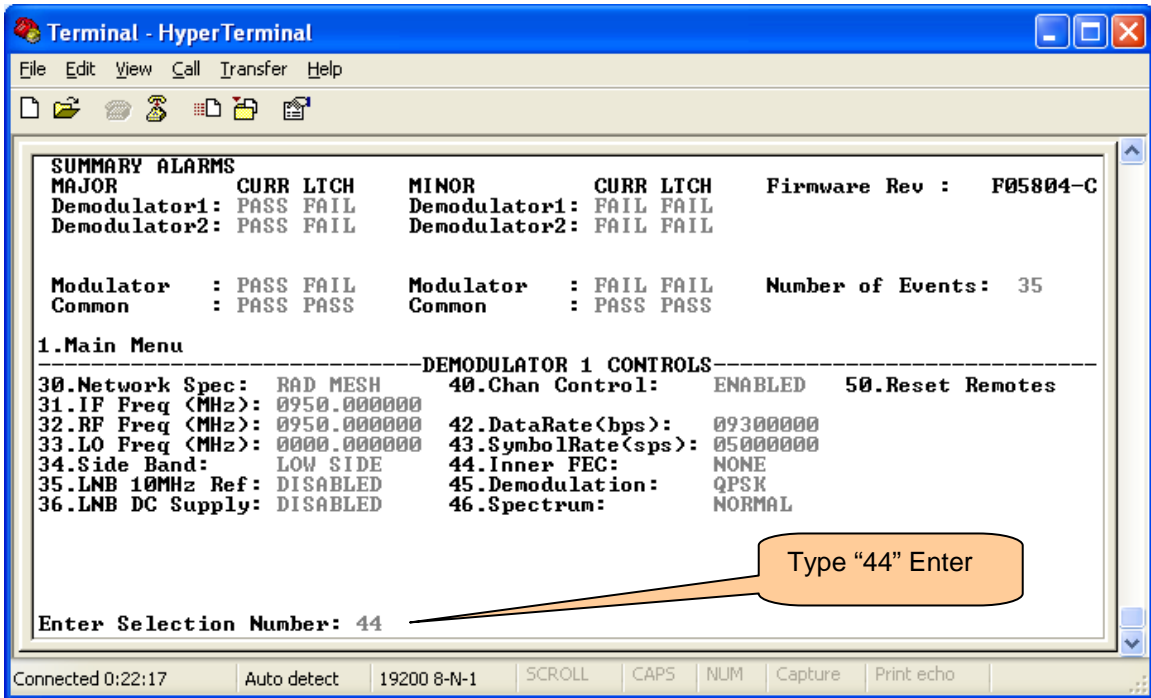 Terminal - HyperTerminal
File Edit View Call Transfer Help
SUMMARY ALARMS
MAJOR CURR LTCH MINOR CURR LTCH Firmware Rev : F05804-C
Demodulator1: PASS FAIL Demodulator1: FAIL FAIL
Demodulator2: PASS FAIL Demodulator2: FAIL FAIL
Modulator : PASS FAIL Modulator : FAIL FAIL Number of Events: 35
Common : PASS PASS Common : PASS PASS
1.Main Menu
-----------------------------DEMODULATOR 1 CONTROLS-----------------------------
30.Network Spec: RAD MESH 40.Chan Control: ENABLED 50.Reset Remotes
31.IF Freq (MHz): 0950.000000
32.RF Freq (MHz): 0950.000000 42.DataRate(bps): 09300000
33.LO Freq (MHz): 0000.000000 43.SymbolRate(sps): 05000000
34.Side Band: LOW SIDE 44.Inner FEC: NONE
35.LNB 10MHz Ref: DISABLED 45.Demodulation: QPSK
36.LNB DC Supply: DISABLED 46.Spectrum: NORMAL
Type “44” Enter
Enter Selection Number: 44
Connected 0:22:17 Auto detect 19200 8-N-1 SCROLL CAPS NUM Capture Print echo